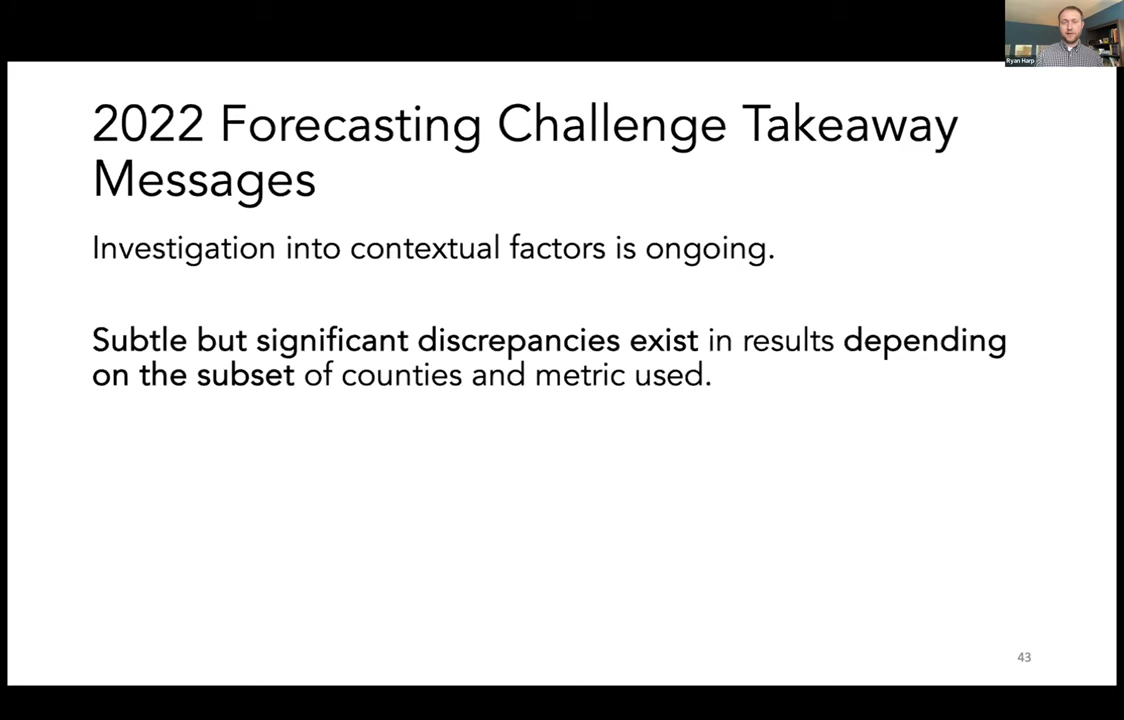 Ryan Harp
2022 Forecasting Challenge Takeaway
Messages
Investigation into contextual factors is ongoing.
Subtle but significant discrepancies exist in results depending
on the subset of counties and metric used.
43